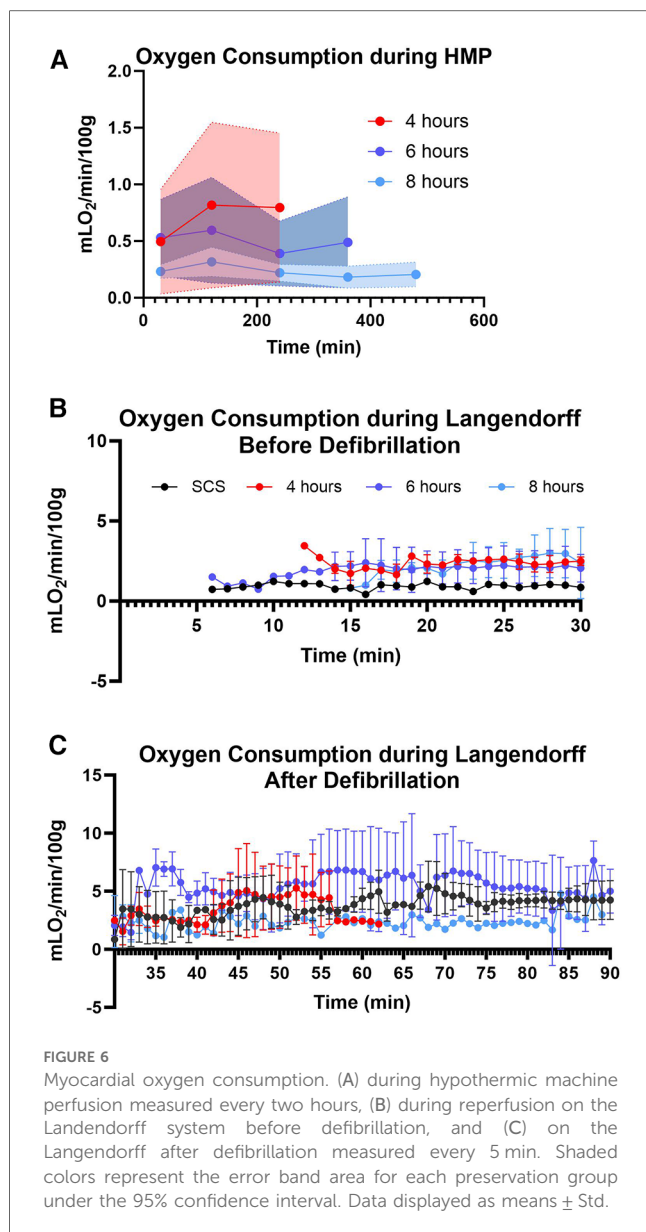 A
Oxygen Consumption during HMP
mLO₂/min/100g
2.0
1.5
1.0
0.5
0.0
0
200
400
600
Time (min)
4 hours
6 hours
8 hours
B
Oxygen Consumption during Langendorff
Before Defibrillation
mLO₂/min/100g
10
5
0
-5
SCS
4 hours
6 hours
8 hours
5
10
15
20
25
30
Time (min)
C
Oxygen Consumption during Langendorff
After Defibrillation
mLO₂/min/100g
15
10
5
0
-5
35
40
45
50
55
60
65
70
75
80
85
90
Time (min)
FIGURE 6
Myocardial oxygen consumption. (A) during hypothermic machine
perfusion measured every two hours, (B) during reperfusion on the
Landendorff system before defibrillation, and (C) on the
Langendorff after defibrillation measured every 5 min. Shaded
colors represent the error band area for each preservation group
under the 95% confidence interval. Data displayed as means ± Std.